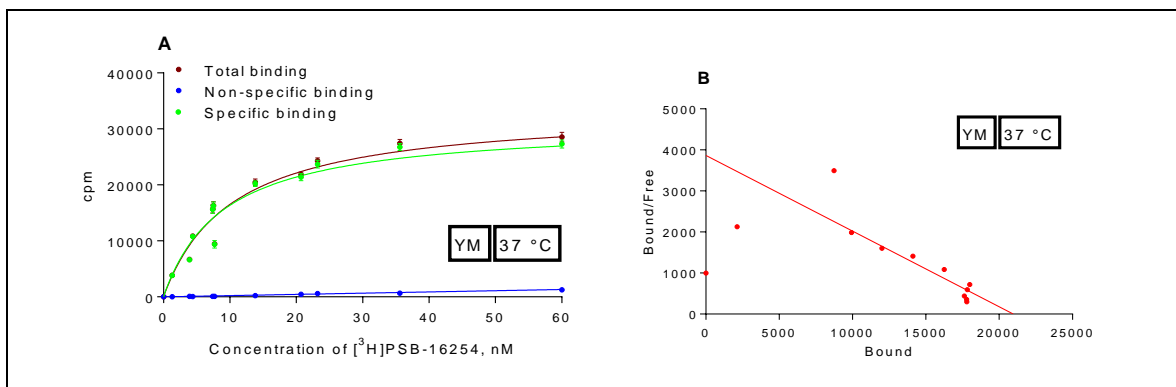 A
Total binding
Non-specific binding
Specific binding
40000
30000
20000
10000
0
cpm
YM 37 °C
0 10 20 30 40 50 60
Concentration of [³H]PSB-16254, nM
B
5000
4000
3000
2000
1000
0
Bound/Free
YM 37 °C
0 5000 10000 15000 20000 25000
Bound